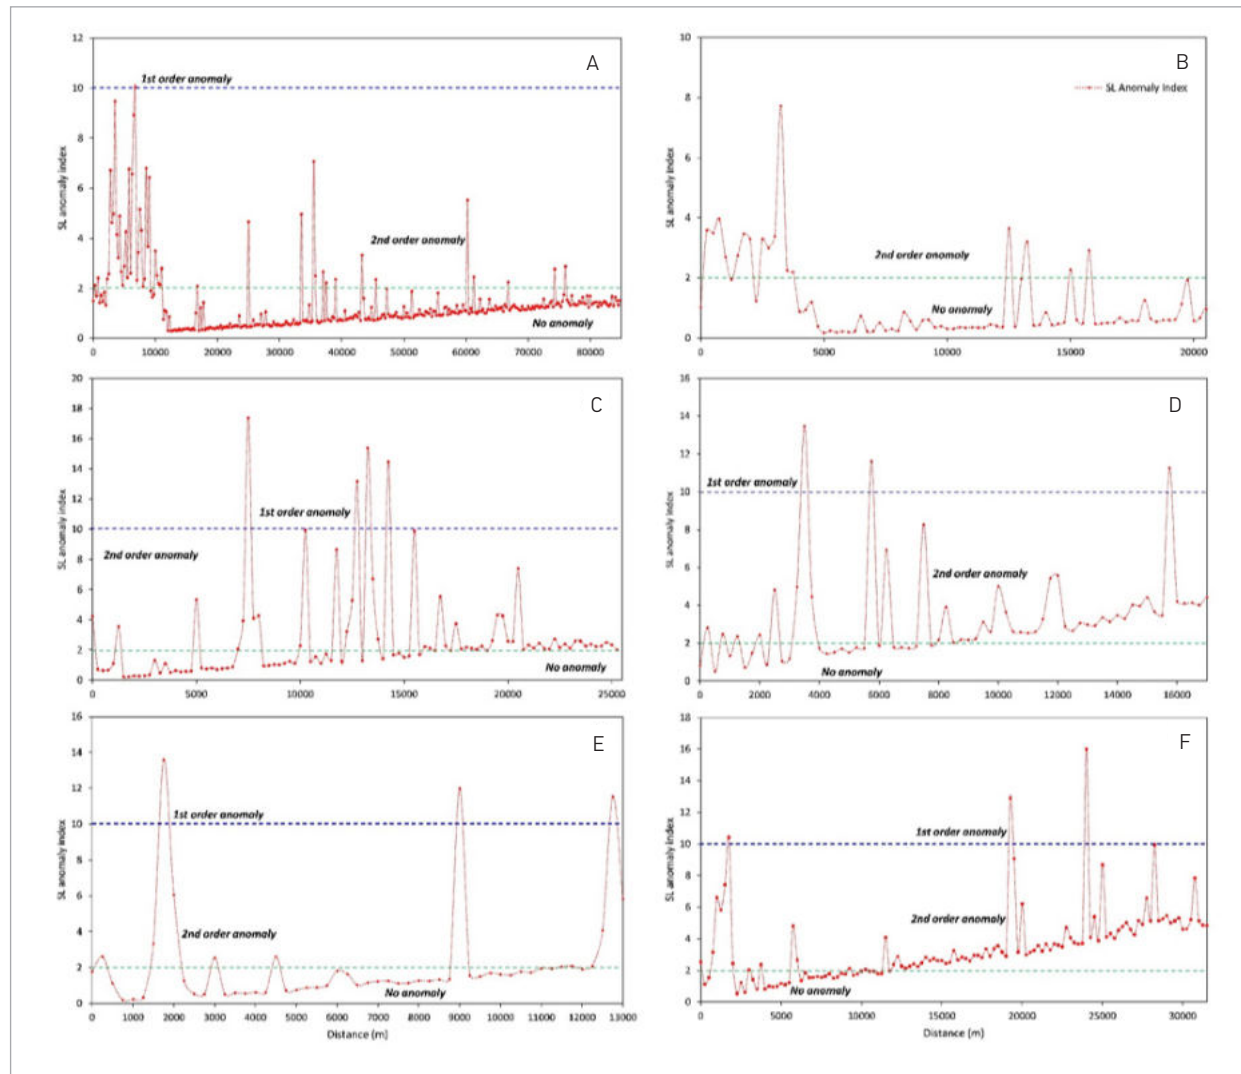 A
12
10
8
6
4
2
0
SL anomaly index
1st order anomaly
2nd order anomaly
No anomaly
0 10000 20000 30000 40000 50000 60000 70000 80000
B
10
8
6
4
2
0
SL anomaly index
SL Anomaly Index
2nd order anomaly
No anomaly
0 5000 10000 15000 20000
C
20
18
16
14
12
10
8
6
4
2
0
SL anomaly index
1st order anomaly
2nd order anomaly
No anomaly
0 5000 10000 15000 20000 25000
D
16
14
12
10
8
6
4
2
0
SL anomaly index
1st order anomaly
2nd order anomaly
No anomaly
0 2000 4000 6000 8000 10000 12000 14000 16000
E
16
14
12
10
8
6
4
2
0
SL anomaly index
1st order anomaly
2nd order anomaly
No anomaly
0 1000 2000 3000 4000 5000 6000 7000 8000 9000 10000 11000 12000 13000
Distance (m)
F
18
16
14
12
10
8
6
4
2
0
SL anomaly index
1st order anomaly
2nd order anomaly
No anomaly
0 5000 10000 15000 20000 25000 30000
Distance (m)